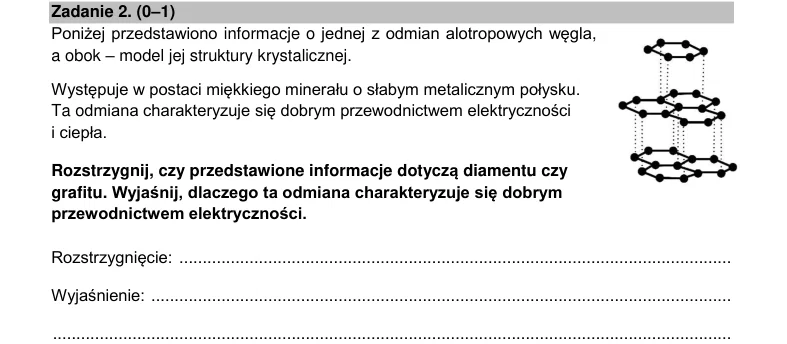 Zadanie 2. (0–1)
Poniżej przedstawiono informacje o jednej z odmian alotropowych węgla,
a obok – model jej struktury krystalicznej.
Występuje w postaci miękkiego minerału o słabym metalicznym połysku.
Ta odmiana charakteryzuje się dobrym przewodnictwem elektryczności
i ciepła.
Rozstrzygnij, czy przedstawione informacje dotyczą diamentu czy
grafitu. Wyjaśnij, dlaczego ta odmiana charakteryzuje się dobrym
przewodnictwem elektryczności.
Rozstrzygnięcie: ..........................................................................................................................
Wyjaśnienie: ................................................................................................................................
......................................................................................................................................................